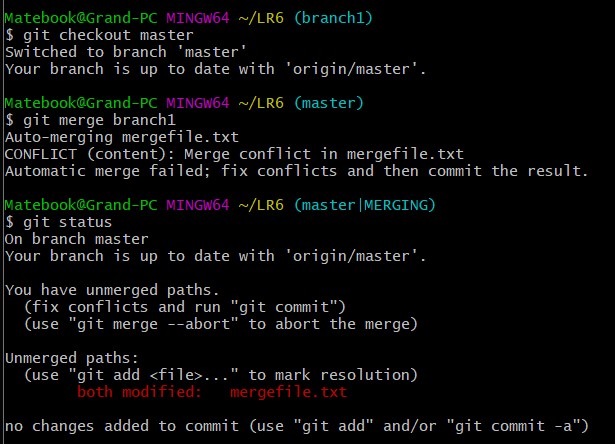 Matebook@Grand-PC MINGW64 ~/LR6 (branch1)
$ git checkout master
Switched to branch 'master'
Your branch is up to date with 'origin/master'.

Matebook@Grand-PC MINGW64 ~/LR6 (master)
$ git merge branch1
Auto-merging mergefile.txt
CONFLICT (content): Merge conflict in mergefile.txt
Automatic merge failed; fix conflicts and then commit the result.

Matebook@Grand-PC MINGW64 ~/LR6 (master|MERGING)
$ git status
On branch master
Your branch is up to date with 'origin/master'.

You have unmerged paths.
  (fix conflicts and run "git commit")
  (use "git merge --abort" to abort the merge)

Unmerged paths:
  (use "git add <file>..." to mark resolution)
        both modified:   mergefile.txt

no changes added to commit (use "git add" and/or "git commit -a")